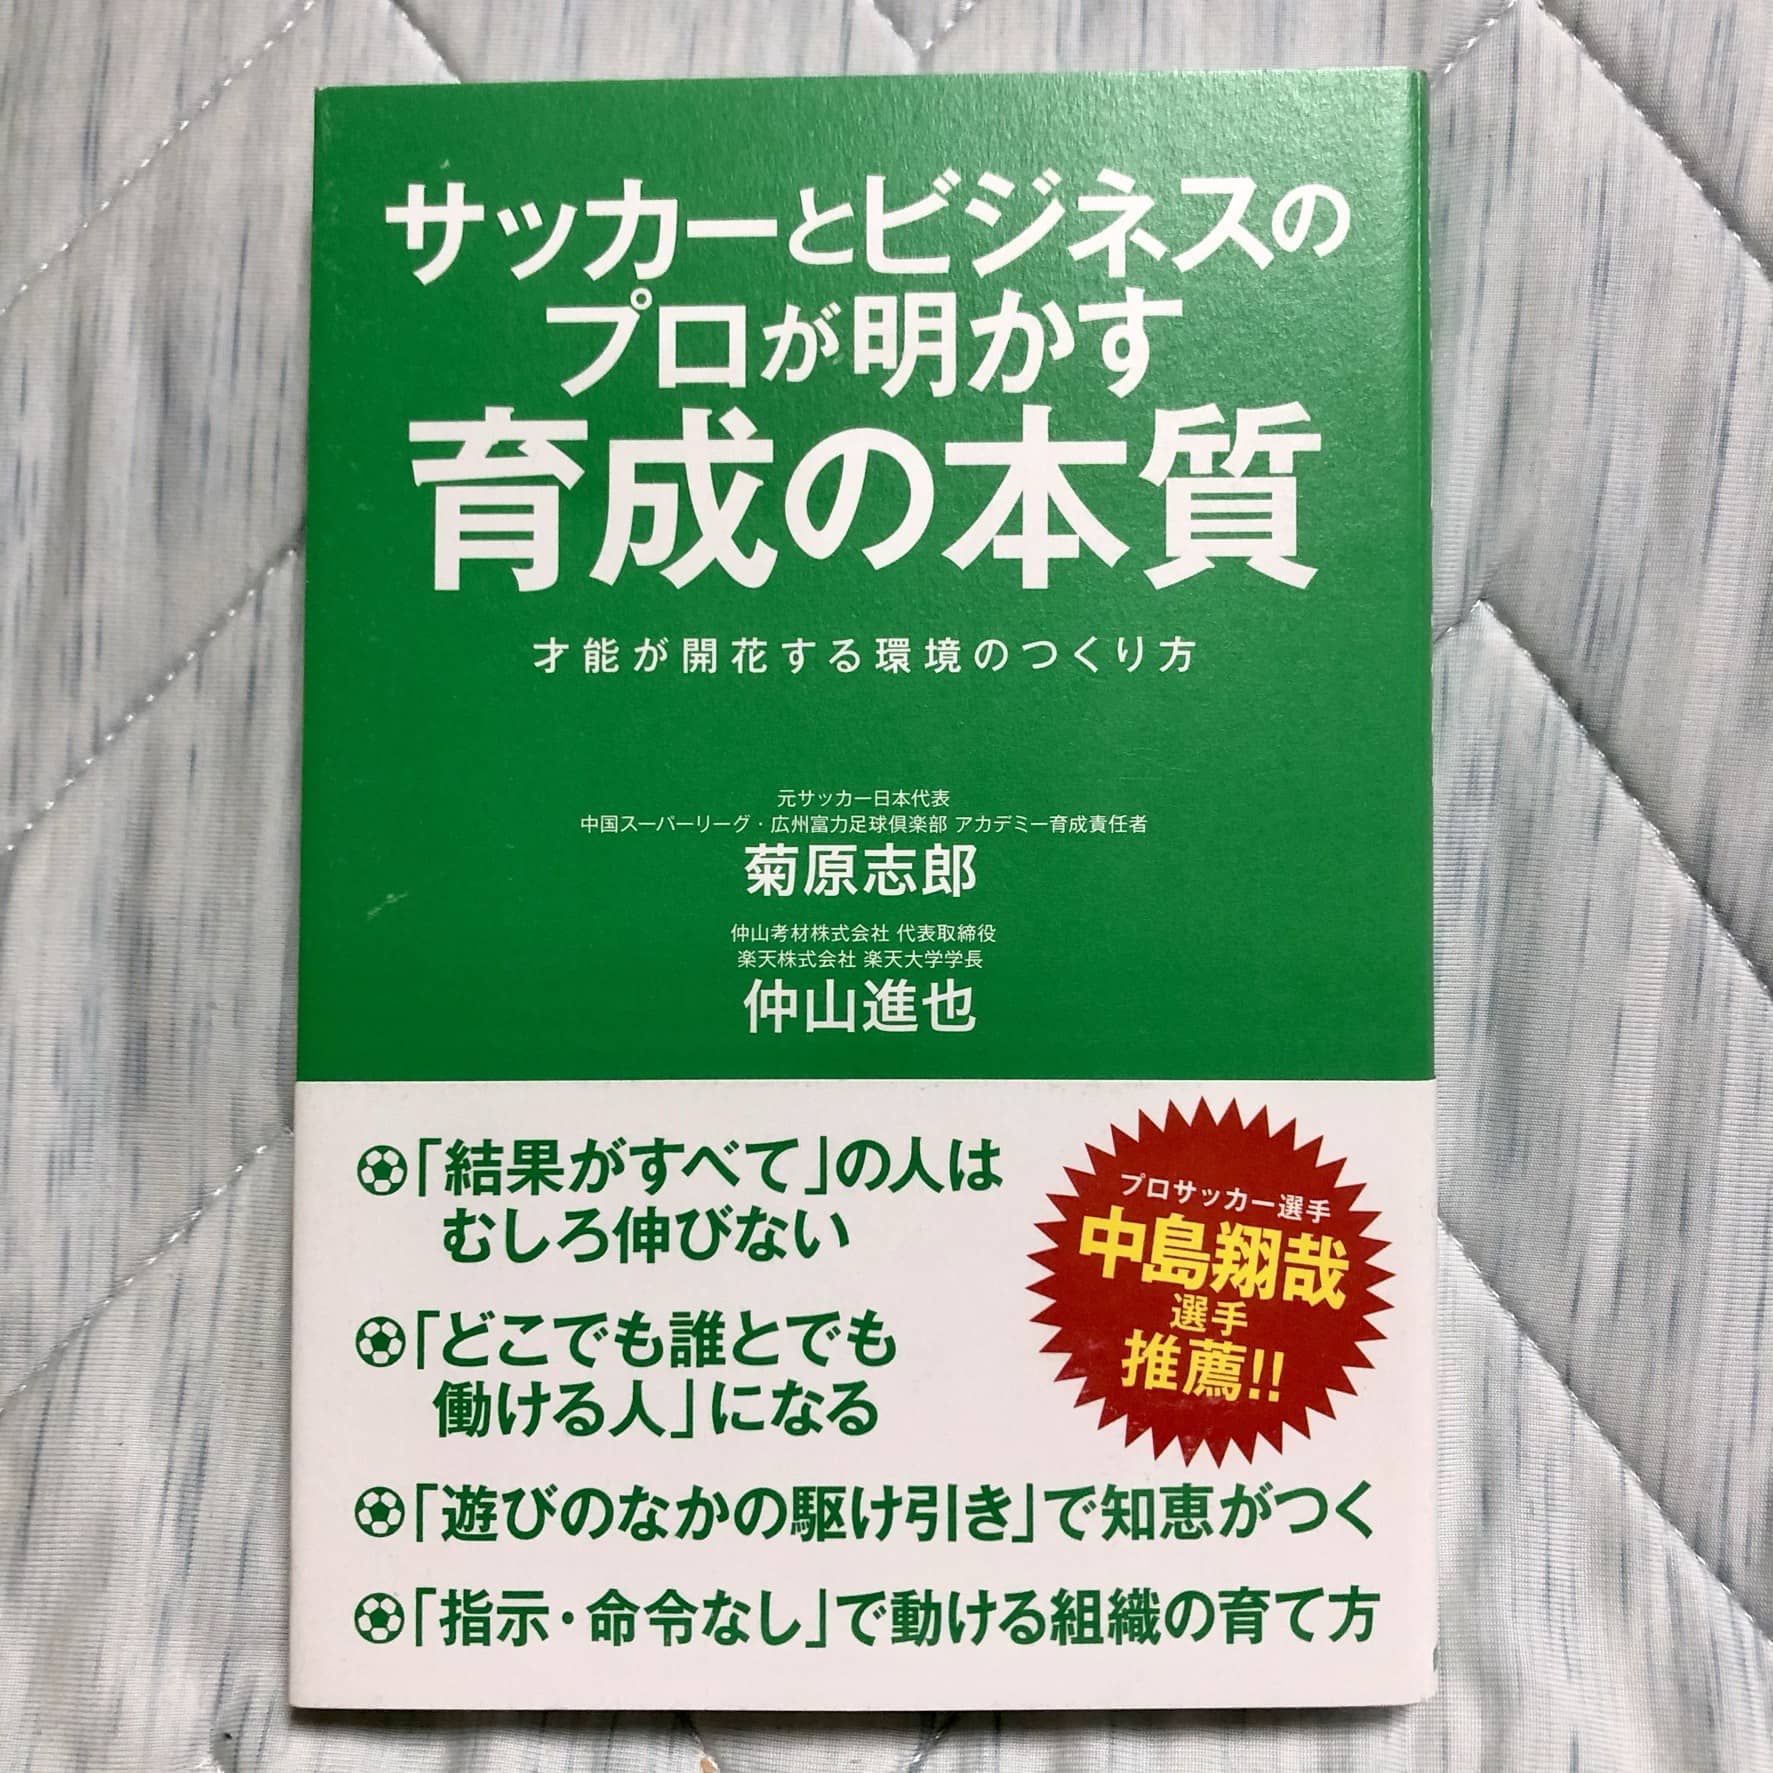 サッカーとビジネスの
プロが明かす
育成の本質
才能が開花する環境のつくり方
元サッカー日本代表
中国スーパーリーグ・広州富力足球倶楽部 アカデミー育成責任者
菊原志郎
仲山考材株式会社 代表取締役
楽天株式会社 楽天大学学長
仲山進也
「結果がすべて」の人は
むしろ伸びない
「どこでも誰とでも
働ける人」になる
「遊びのなかの駆け引き」で知恵がつく
「指示・命令なし」で動ける組織の育て方
プロサッカー選手
中島翔哉
選手
推薦!!